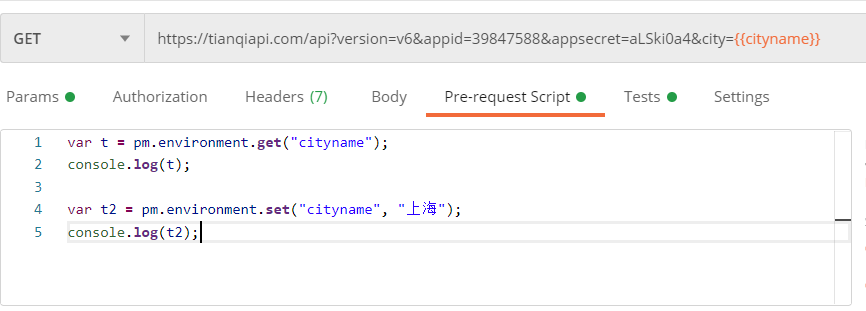 GET https://tianqiapi.com/api?version=v6&appid=39847588&appsecret=aLSki0a4&city={{cityname}}
Params Authorization Headers (7) Body Pre-request Script Tests Settings
1 var t = pm.environment.get("cityname");
2 console.log(t);
3
4 var t2 = pm.environment.set("cityname", "上海");
5 console.log(t2);